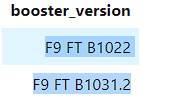 booster_version
F9 FT B1022
F9 FT B1031.2